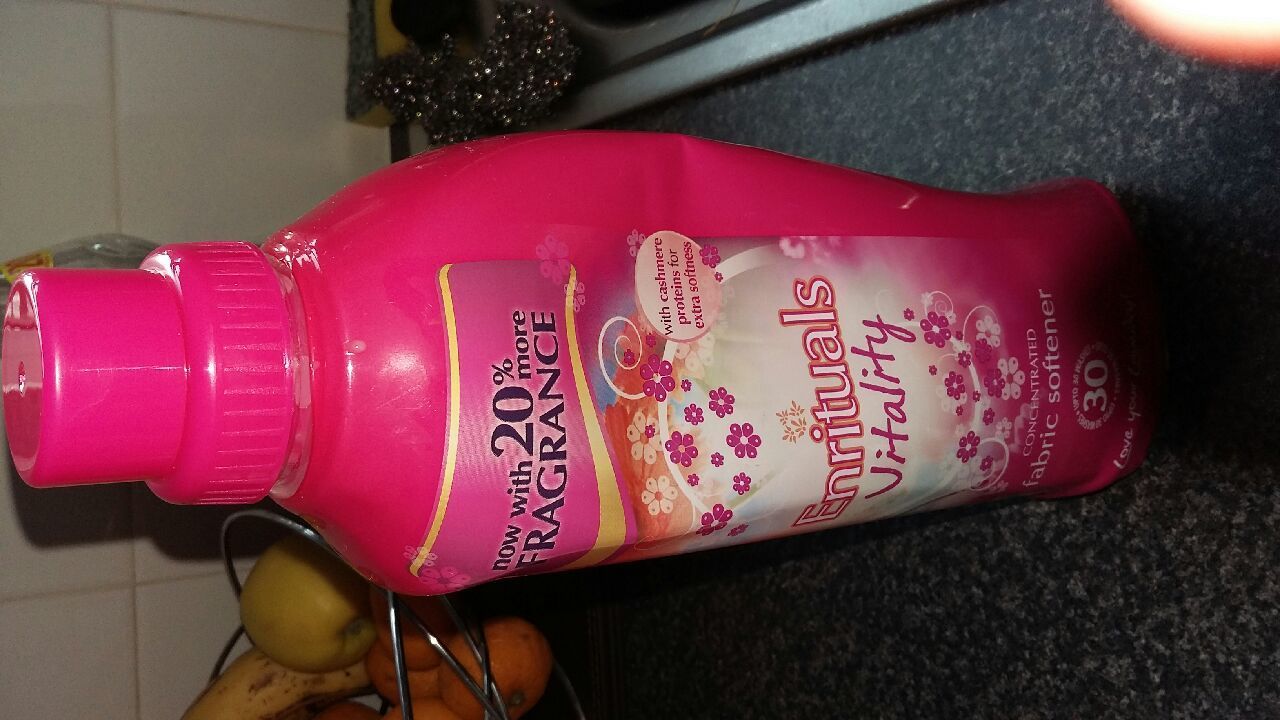 now with 20% more
FRAGRANCE
with cashmere
proteins for
extra softness
Enrituals
Vitality
CONCENTRATED
fabric softener
30
Love your